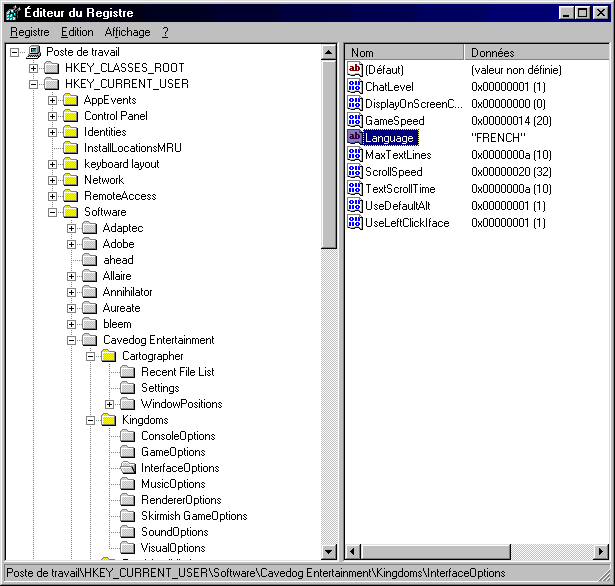 Éditeur du Registre
Registre Edition Affichage ?
Poste de travail
HKEY_CLASSES_ROOT
HKEY_CURRENT_USER
AppEvents
Control Panel
Identities
InstallLocationsMRU
keyboard layout
Network
RemoteAccess
Software
Adaptec
Adobe
ahead
Allaire
Annihilator
Aureate
bleem
Cavedog Entertainment
Cartographer
Recent File List
Settings
WindowPositions
Kingdoms
ConsoleOptions
GameOptions
InterfaceOptions
MusicOptions
RendererOptions
Skirmish GameOptions
SoundOptions
VisualOptions
Nom Données
(Défaut) (valeur non définie)
ChatLevel 0x00000001 (1)
DisplayOnScreenC... 0x00000000 (0)
GameSpeed 0x00000014 (20)
Language "FRENCH"
MaxTextLines 0x0000000a (10)
ScrollSpeed 0x00000020 (32)
TextScrollTime 0x0000000a (10)
UseDefaultAlt 0x00000001 (1)
UseLeftClickIface 0x00000001 (1)
Poste de travail\HKEY_CURRENT_USER\Software\Cavedog Entertainment\Kingdoms\InterfaceOptions